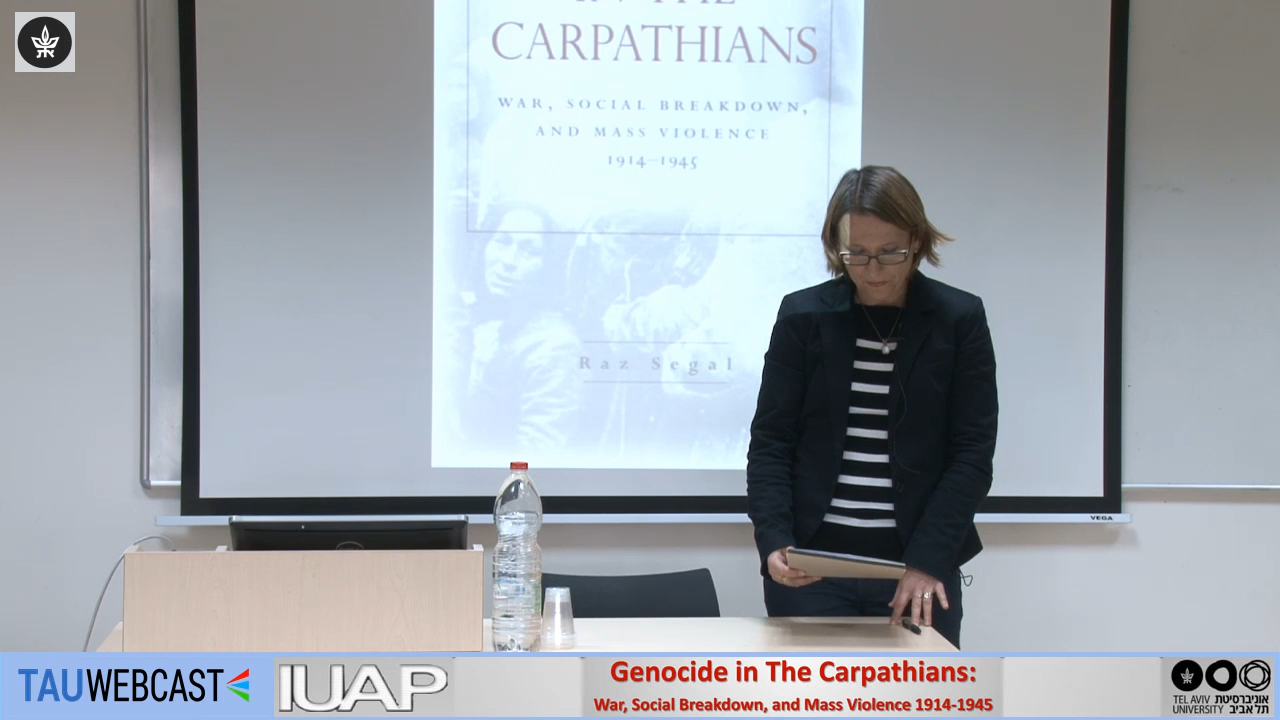 CARPATHIANS
WAR, SOCIAL BREAKDOWN,
AND MASS VIOLENCE
1914–1945
Raz Segal
VEGA
TAUWEBCAST
IUAP
Genocide in The Carpathians:
War, Social Breakdown, and Mass Violence 1914-1945
TEL AVIV
UNIVERSITY
אוניברסיטת
תל אביב